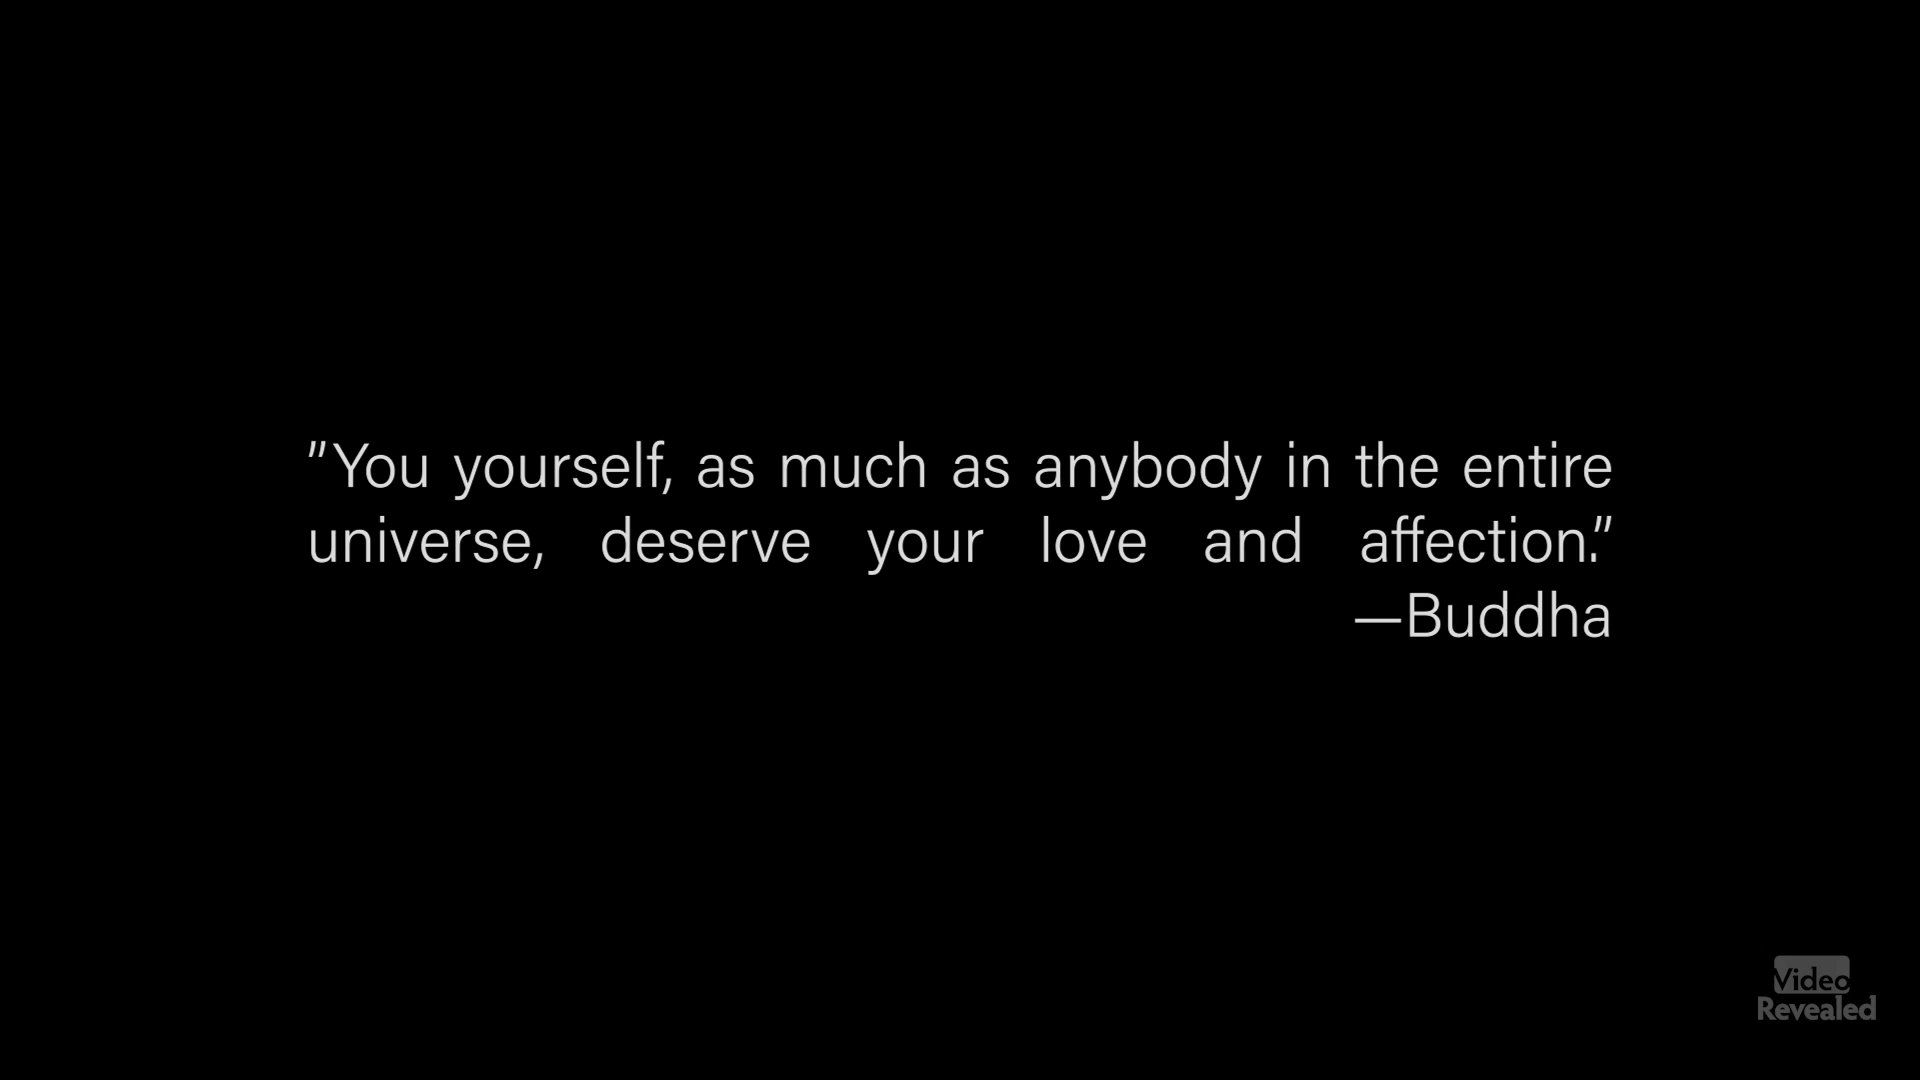 "You yourself, as much as anybody in the entire
universe, deserve your love and affection."
—Buddha
Video
Revealed